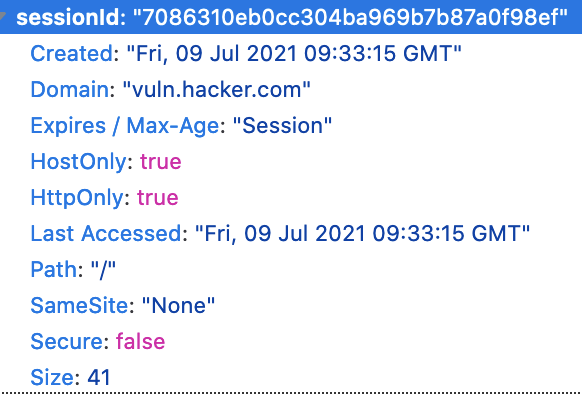 sessionId: "7086310eb0cc304ba969b7b87a0f98ef"
Created: "Fri, 09 Jul 2021 09:33:15 GMT"
Domain: "vuln.hacker.com"
Expires / Max-Age: "Session"
HostOnly: true
HttpOnly: true
Last Accessed: "Fri, 09 Jul 2021 09:33:15 GMT"
Path: "/"
SameSite: "None"
Secure: false
Size: 41